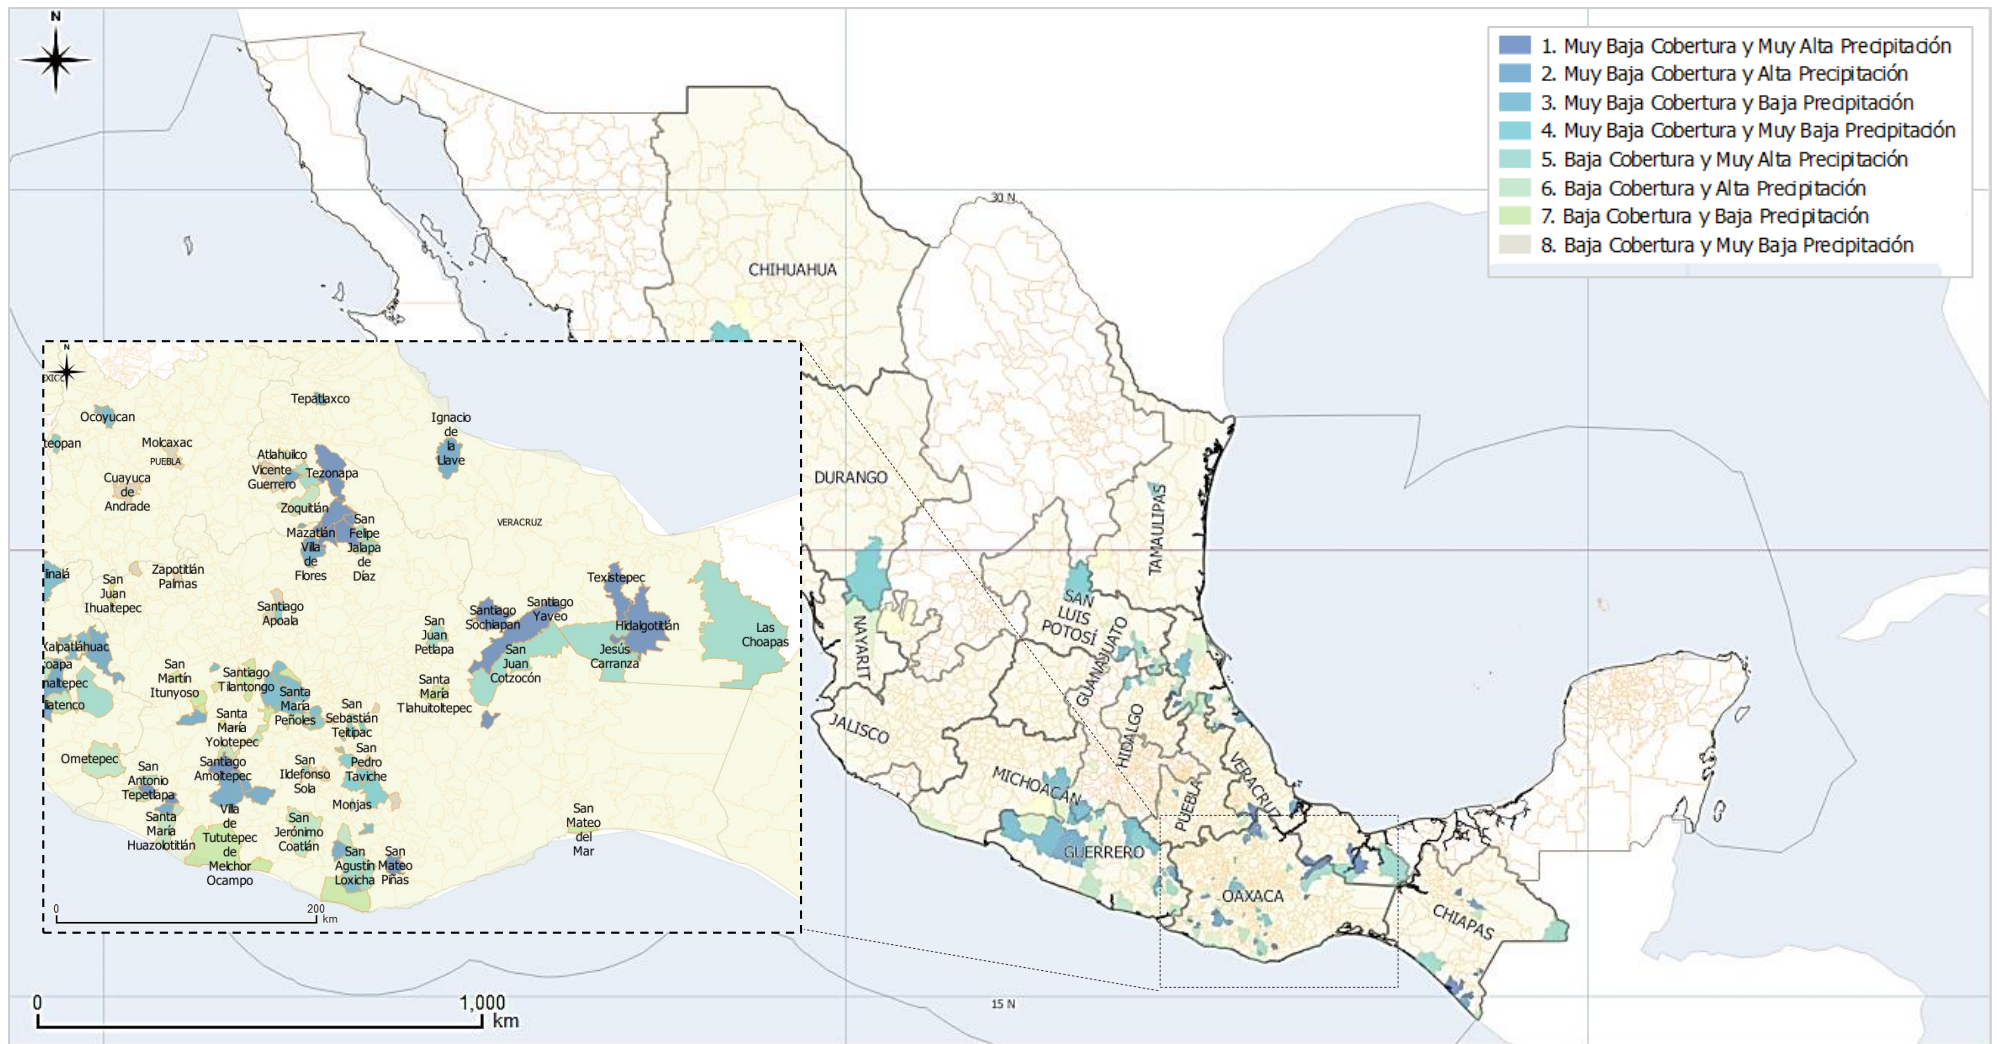 N
1. Muy Baja Cobertura y Muy Alta Precipitación
2. Muy Baja Cobertura y Alta Precipitación
3. Muy Baja Cobertura y Baja Precipitación
4. Muy Baja Cobertura y Muy Baja Precipitación
5. Baja Cobertura y Muy Alta Precipitación
6. Baja Cobertura y Alta Precipitación
7. Baja Cobertura y Baja Precipitación
8. Baja Cobertura y Muy Baja Precipitación
30 N
CHIHUAHUA
DURANGO
TAMAULIPAS
NAYARIT
SAN
LUIS
POTOSÍ
GUANAJUATO
JALISCO
HIDALGO
MICHOACÁN
VERACRUZ
PUEBLA
GUERRERO
OAXACA
CHIAPAS
15 N
0
1,000
km
N
Tepatlaxco
Ocoyucan
Ignacio
de
la
Llave
teopan
Molcaxac
PUEBLA
Atlahuilco
Vicente
Guerrero
Tezonapa
Cuayuca
de
Andrade
Zoquitlán
VERACRUZ
Mazatlán
Villa
de
Flores
San
Felipe
Jalapa
de
Díaz
inalá
San
Juan
Ihualtepec
Zapotitlán
Palmas
Texistepec
Santiago
Apoala
Santiago
Sochiapan
Santiago
Yaveo
Hidalgotitlán
Las
Choapas
San
Juan
Petlapa
San
Juan
Cotzocón
Jesús
Carranza
Xalpatláhuac
oapa
naltepec
latenco
San
Martín
Itunyoso
Santiago
Tilantongo
Santa
María
Peñoles
Santa
María
Tlahuitoltepec
Santa
María
Yolotepec
San
Sebastián
Teitipac
Ometepec
San
Antonio
Tepetlapa
Santiago
Amoltepec
San
Ildefonso
Sola
San
Pedro
Taviche
Monjas
Santa
María
Huazolotitlán
Villa
de
Tututepec
de
Melchor
Ocampo
San
Jerónimo
Coatlán
San
Mateo
del
Mar
San
Agustín
Loxicha
San
Mateo
Piñas
0
200
km